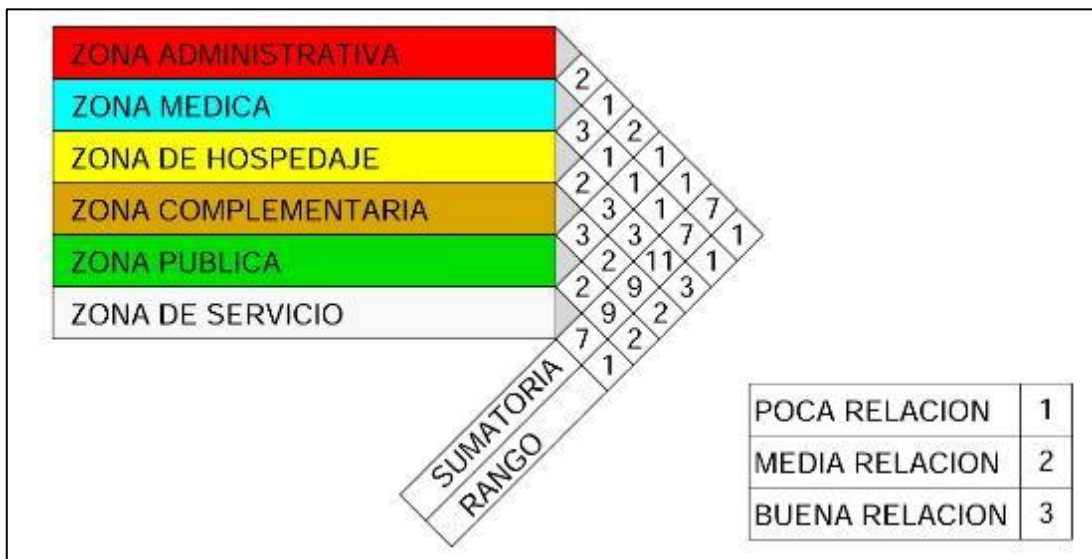 ZONA ADMINISTRATIVA
2
ZONA MEDICA 1
3 2
ZONA DE HOSPEDAJE 1 1
2 1 1
ZONA COMPLEMENTARIA 3 1 7
3 3 7 1
ZONA PUBLICA 2 11 1
2 9 3
ZONA DE SERVICIO 9 2
7 2
1
SUMATORIA
RANGO
POCA RELACION 1
MEDIA RELACION 2
BUENA RELACION 3